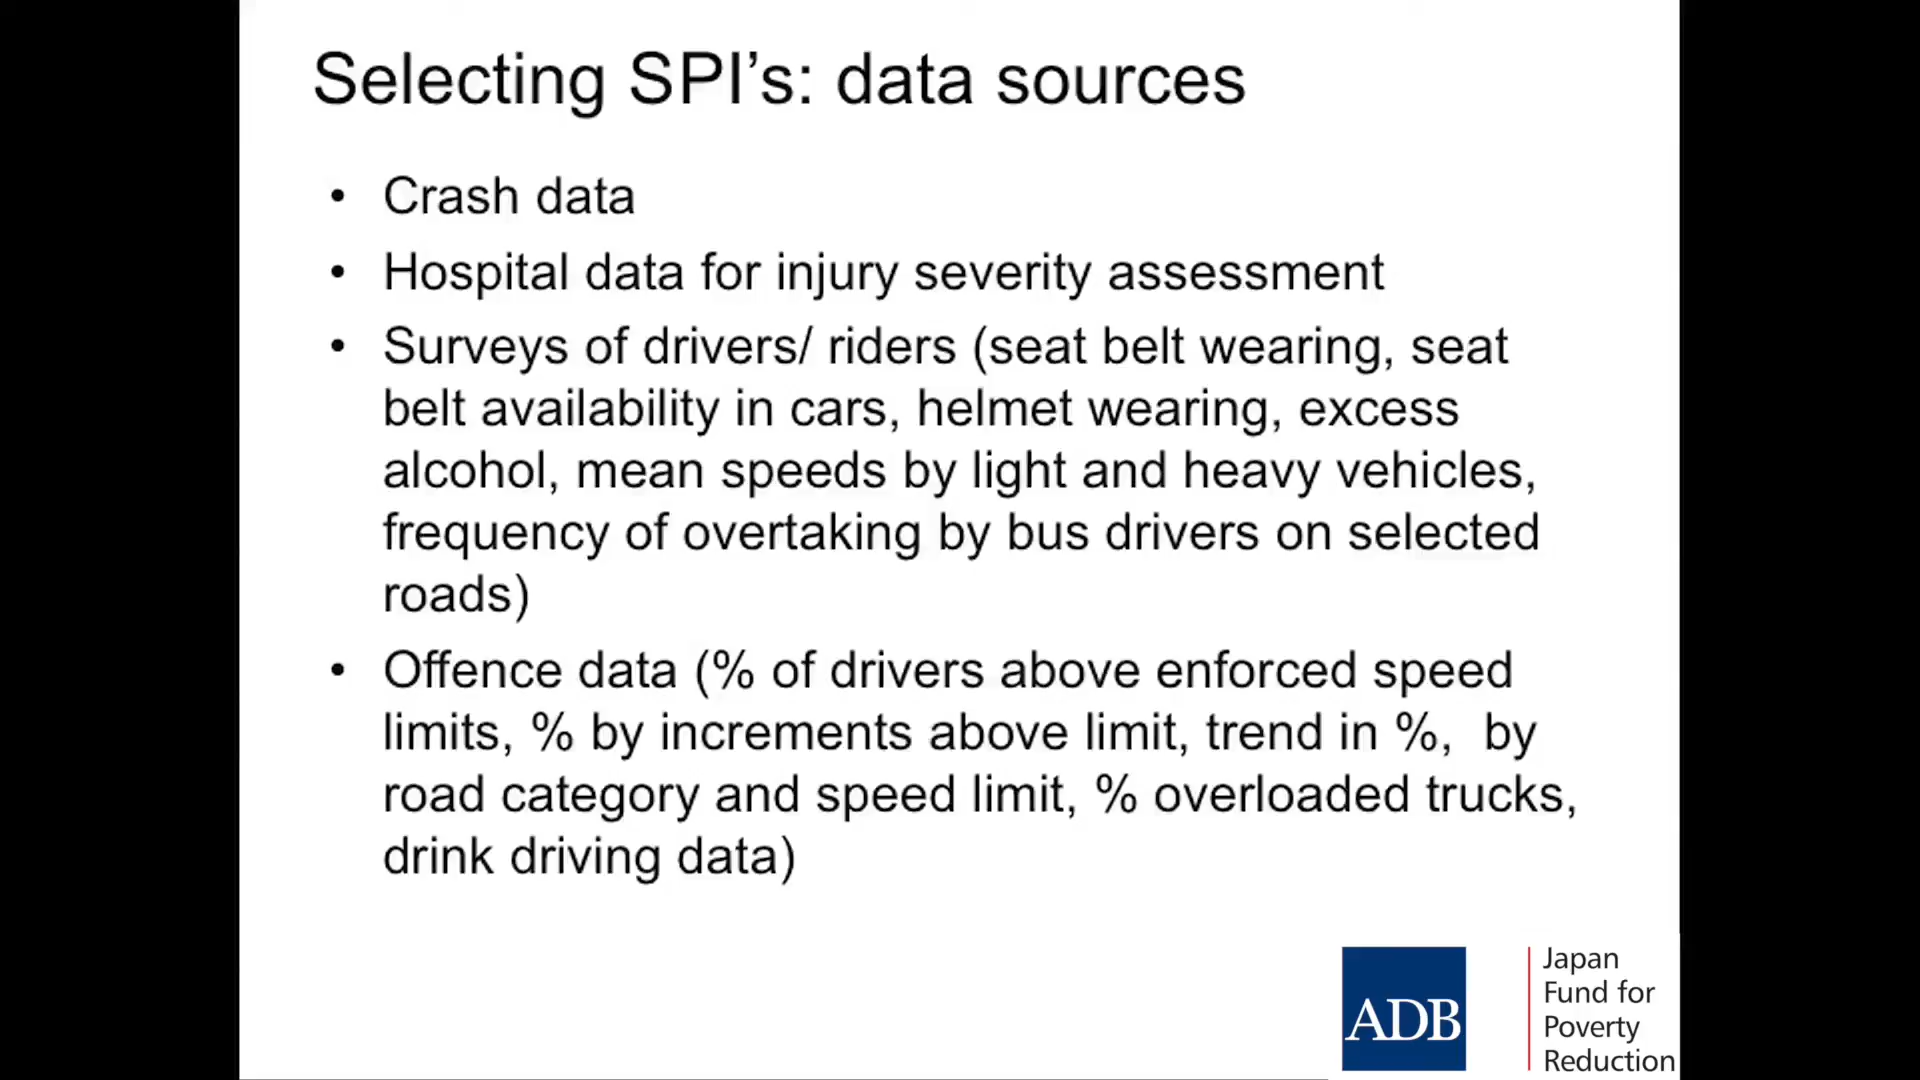 Selecting SPI’s: data sources
• Crash data
• Hospital data for injury severity assessment
• Surveys of drivers/ riders (seat belt wearing, seat
belt availability in cars, helmet wearing, excess
alcohol, mean speeds by light and heavy vehicles,
frequency of overtaking by bus drivers on selected
roads)
• Offence data (% of drivers above enforced speed
limits, % by increments above limit, trend in %, by
road category and speed limit, % overloaded trucks,
drink driving data)
ADB
Japan
Fund for
Poverty
Reduction